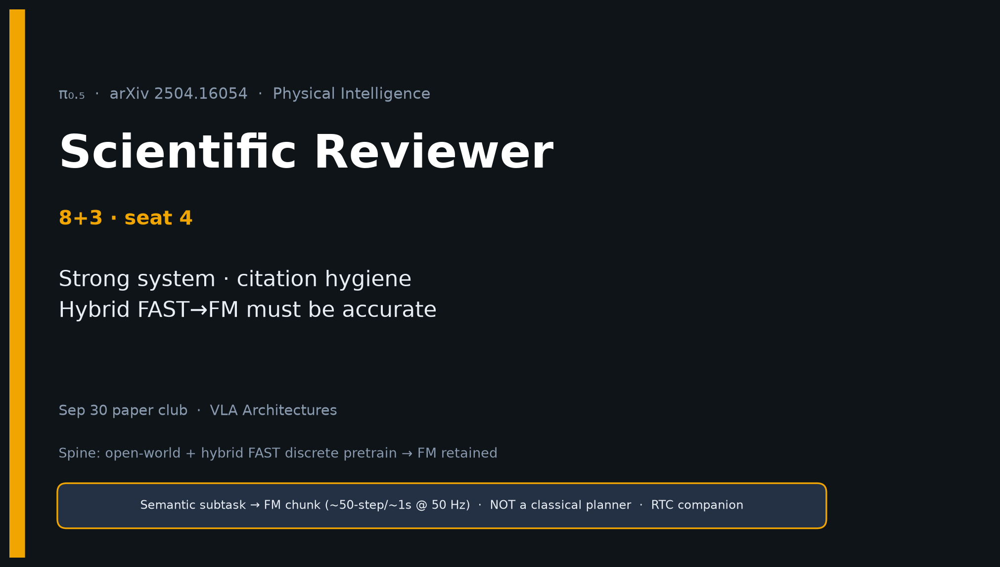 π₀.₅  ·  arXiv 2504.16054  ·  Physical Intelligence
Scientific Reviewer
8+3 · seat 4
Strong system · citation hygiene
Hybrid FAST→FM must be accurate
Sep 30 paper club  ·  VLA Architectures
Spine: open-world + hybrid FAST discrete pretrain → FM retained
Semantic subtask → FM chunk (~50-step/~1s @ 50 Hz)  ·  NOT a classical planner  ·  RTC companion